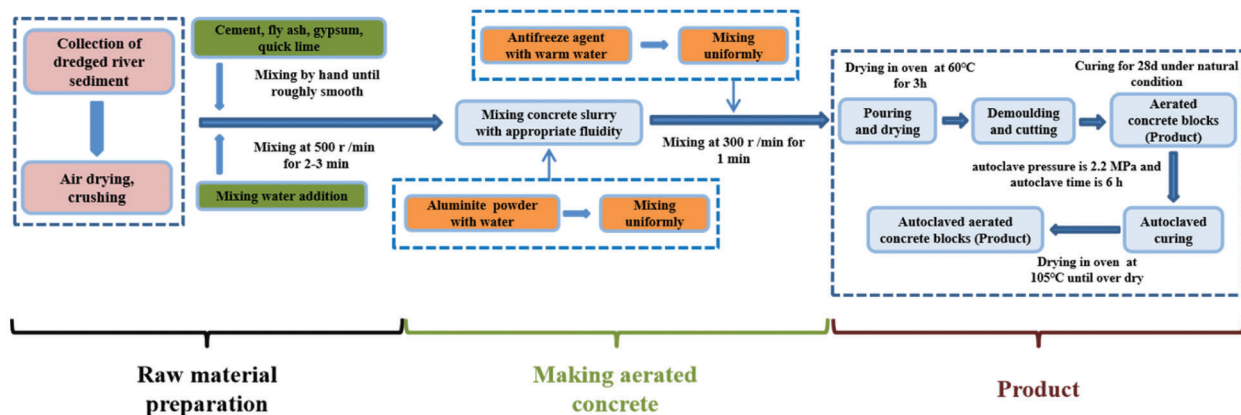 Collection of
dredged river
sediment
Air drying,
crushing
Cement, fly ash, gypsum,
quick lime
Mixing by hand until
roughly smooth
Mixing at 500 r /min
for 2-3 min
Mixing water addition
Antifreeze agent
with warm water
Mixing
uniformly
Mixing concrete slurry
with appropriate fluidity
Mixing at 300 r /min for
1 min
Aluminite powder
with water
Mixing
uniformly
Drying in oven at 60℃
for 3h
Curing for 28d under natural
condition
Pouring
and drying
Demoulding
and cutting
Aerated
concrete blocks
(Product)
autoclave pressure is 2.2 MPa and
autoclave time is 6 h
Autoclaved aerated
concrete blocks (Product)
Autoclaved
curing
Drying in oven at
105℃ until over dry
Raw material
preparation
Making aerated
concrete
Product